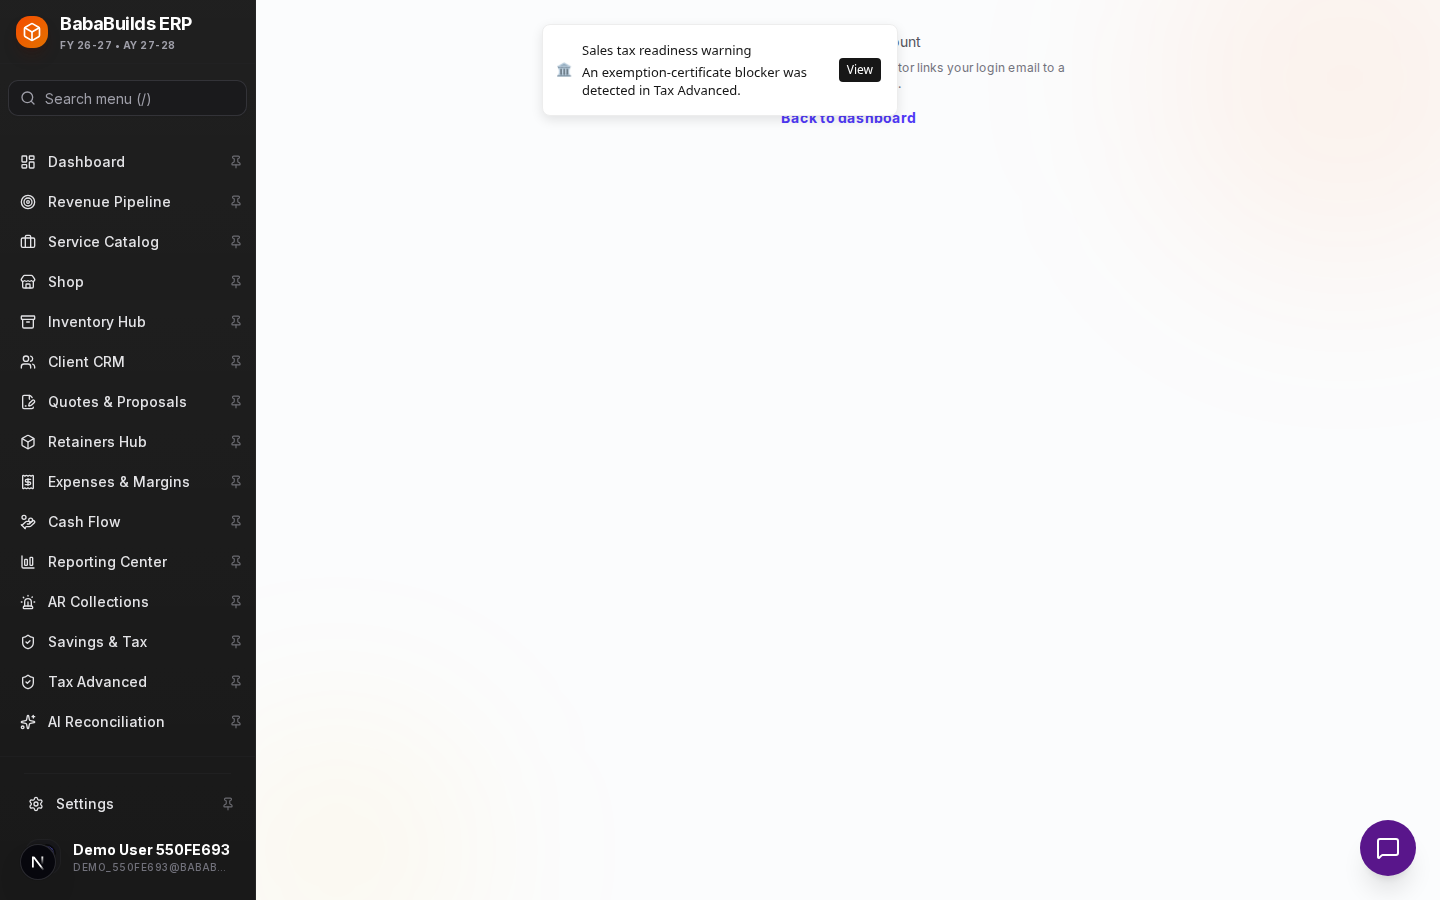 BabaBuilds ERP
FY 26-27 • AY 27-28
Search menu (/)
Dashboard
Revenue Pipeline
Service Catalog
Shop
Inventory Hub
Client CRM
Quotes & Proposals
Retainers Hub
Expenses & Margins
Cash Flow
Reporting Center
AR Collections
Savings & Tax
Tax Advanced
AI Reconciliation
Settings
Demo User 550FE693
DEMO_550FE693@BABAB...
Sales tax readiness warning
An exemption-certificate blocker was
detected in Tax Advanced.
View
links your login email to a
Back to dashboard